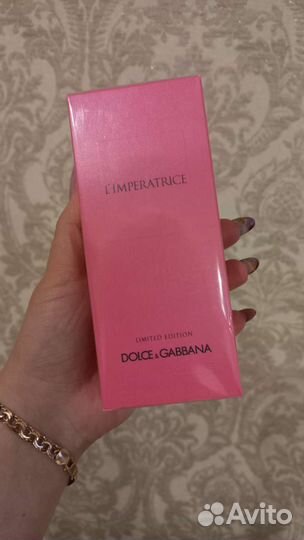 L'IMPERATRICE
LIMITED EDITION
DOLCE & GABBANA
Avito